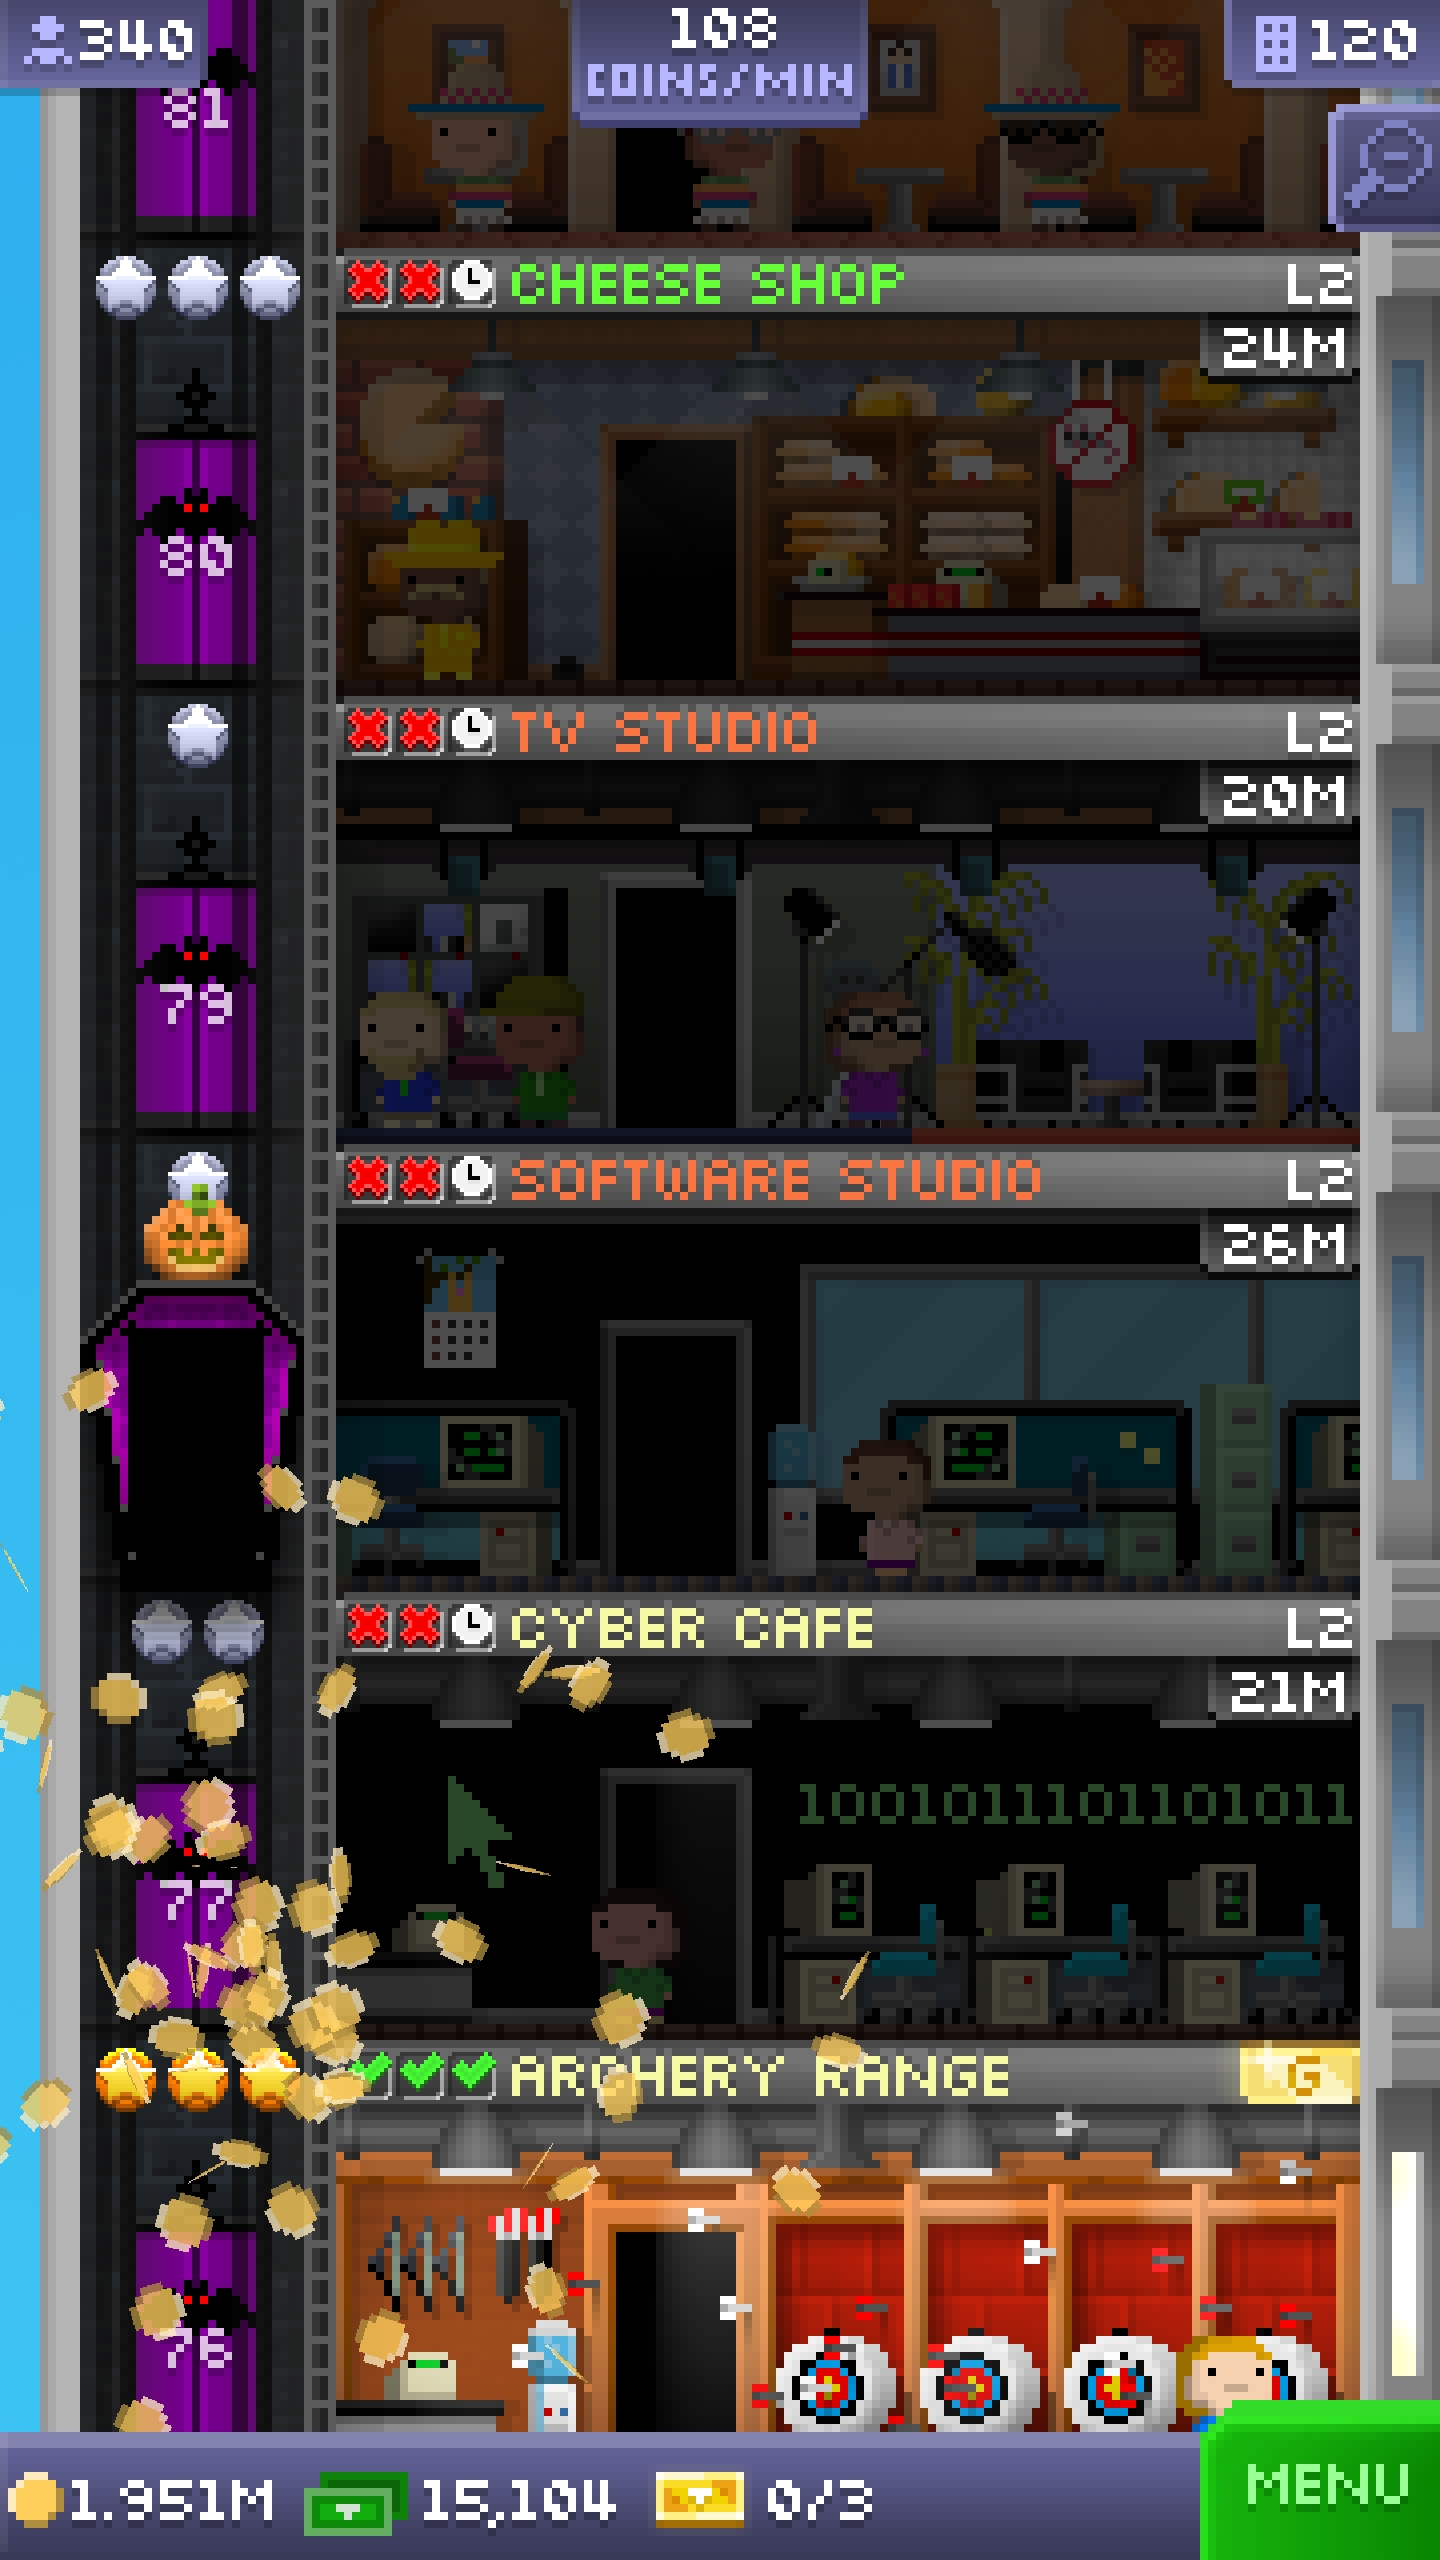 340
108
COINS/MIN
120
81
CHEESE SHOP
L2
24M
80
TV STUDIO
L2
20M
79
SOFTWARE STUDIO
L2
26M
CYBER CAFE
L2
21M
1001011101101011
77
ARCHERY RANGE
G
76
1.951M
15,104
0/3
MENU